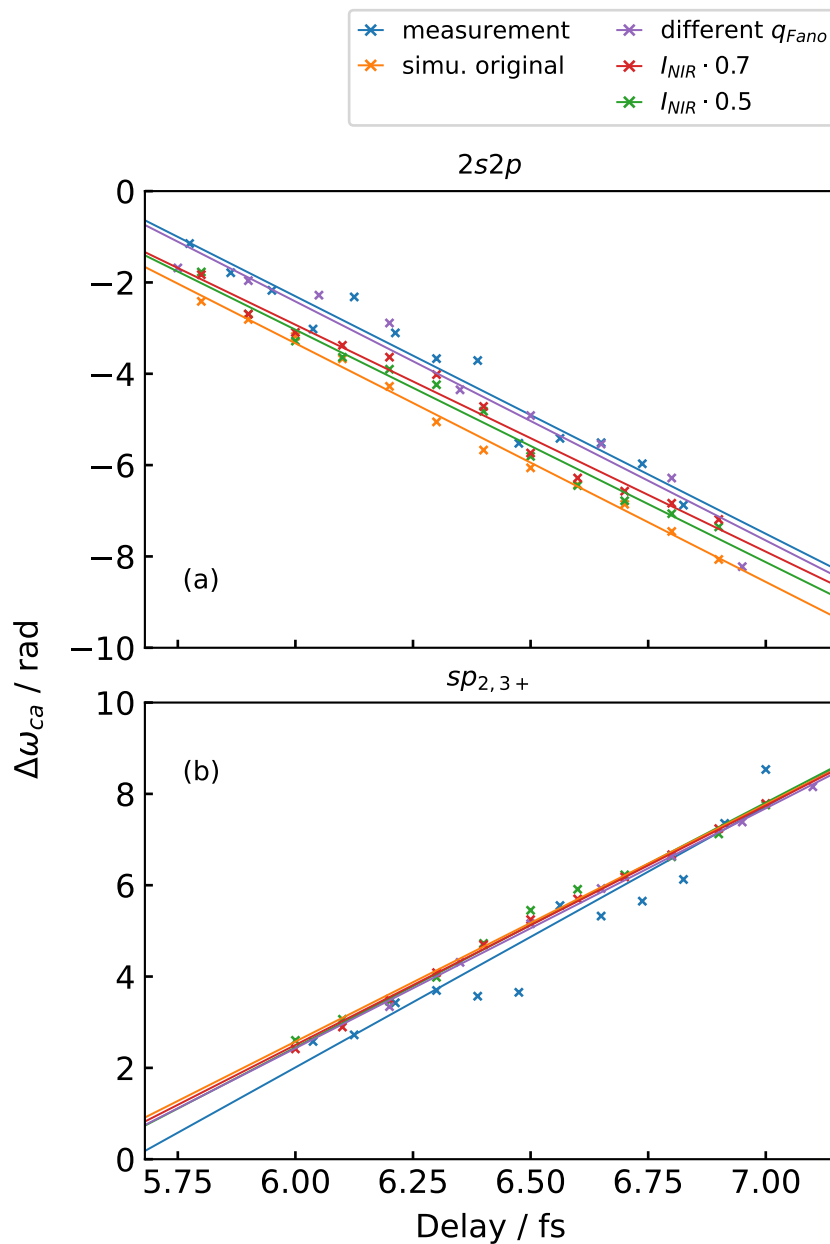 measurement
simu. original
different q_Fano
I_NIR · 0.7
I_NIR · 0.5
2s2p
0
−2
−4
−6
−8
−10
(a)
Δω_ca / rad
sp_2,3+
10
8
6
4
2
0
(b)
5.75 6.00 6.25 6.50 6.75 7.00
Delay / fs